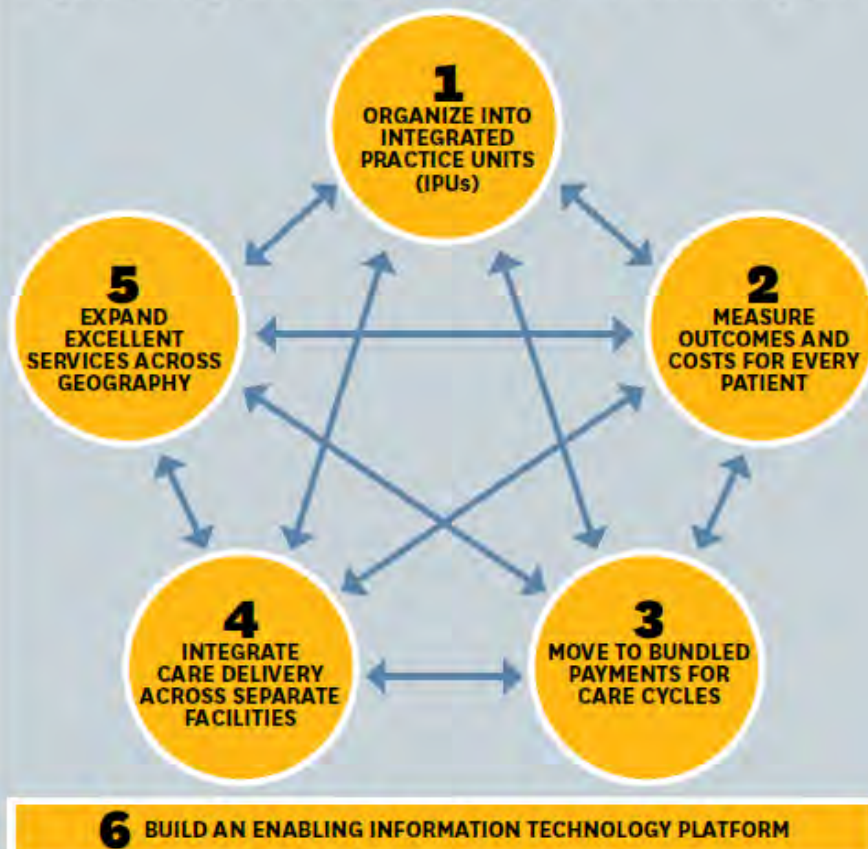 1
ORGANIZE INTO
INTEGRATED
PRACTICE UNITS
(IPUs)
2
MEASURE
OUTCOMES AND
COSTS FOR EVERY
PATIENT
3
MOVE TO BUNDLED
PAYMENTS FOR
CARE CYCLES
4
INTEGRATE
CARE DELIVERY
ACROSS SEPARATE
FACILITIES
5
EXPAND
EXCELLENT
SERVICES ACROSS
GEOGRAPHY
6 BUILD AN ENABLING INFORMATION TECHNOLOGY PLATFORM